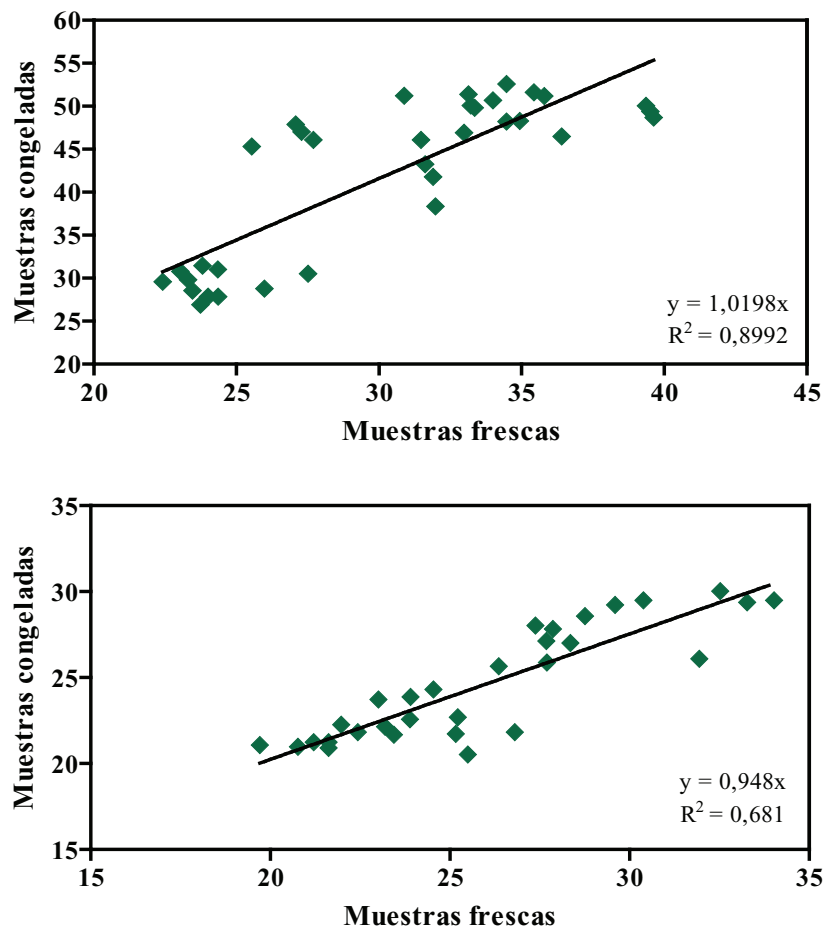 60
55
50
45
40
35
30
25
20
Muestras congeladas
y = 1,0198x
R² = 0,8992
20 25 30 35 40 45
Muestras frescas
35
30
25
20
15
Muestras congeladas
y = 0,948x
R² = 0,681
15 20 25 30 35
Muestras frescas